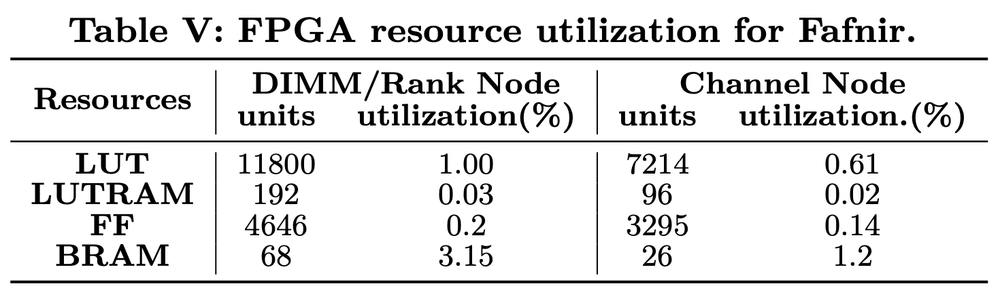 Table V: FPGA resource utilization for Fafnir.
Resources DIMM/Rank Node Channel Node
units utilization(%) units utilization.(%)
LUT 11800 1.00 7214 0.61
LUTRAM 192 0.03 96 0.02
FF 4646 0.2 3295 0.14
BRAM 68 3.15 26 1.2